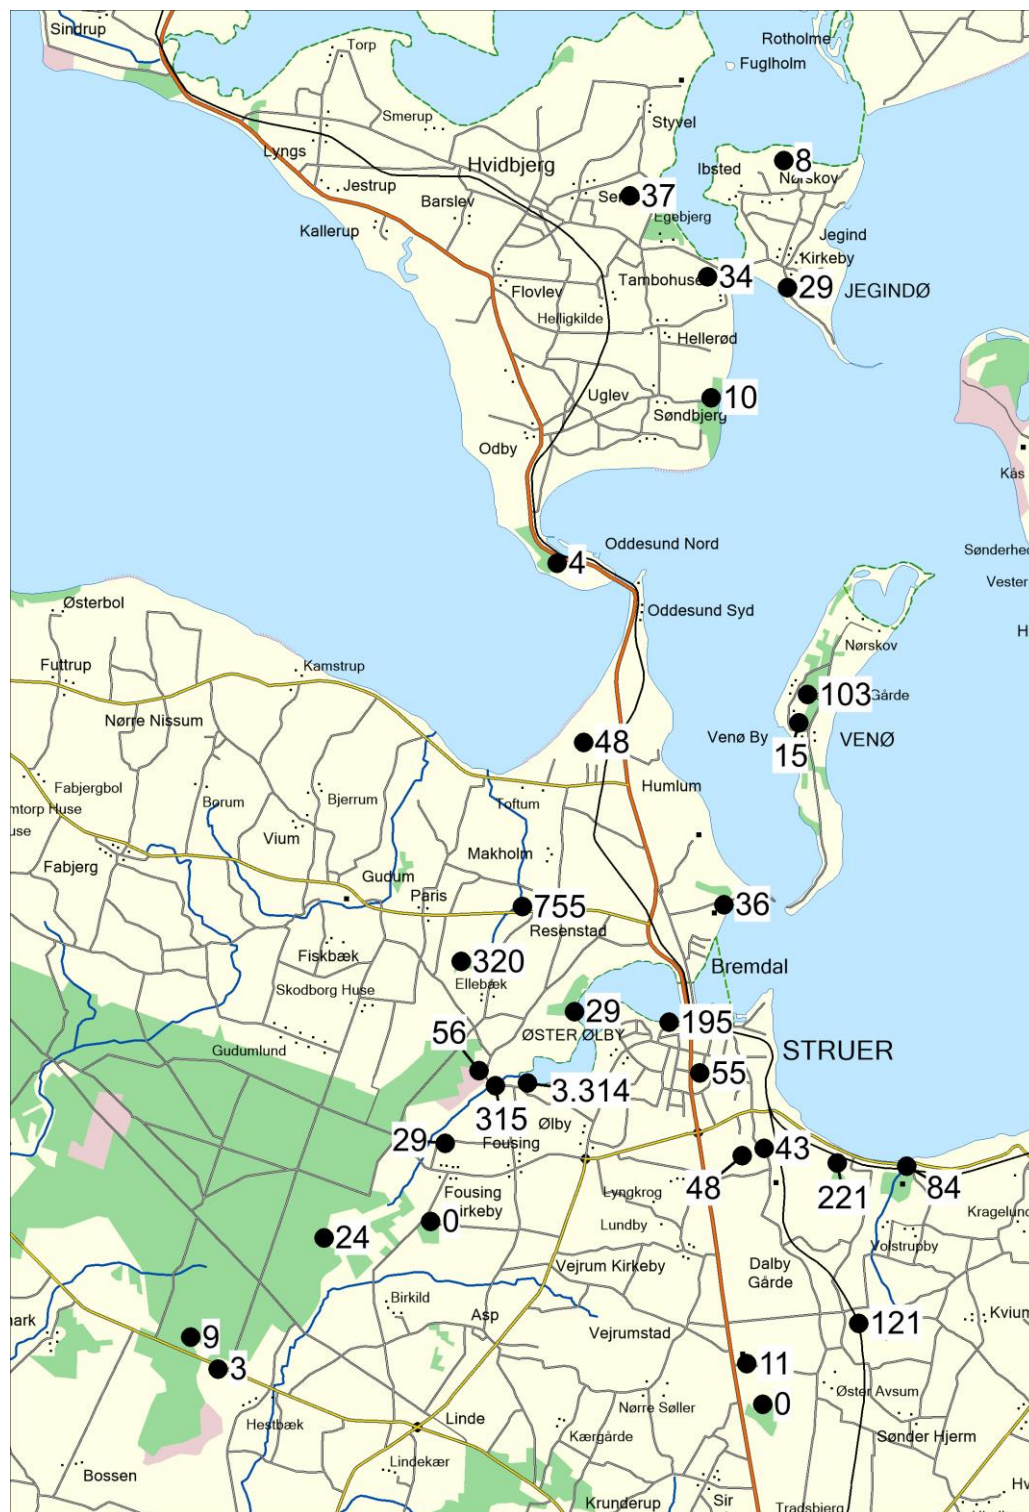 Sindrup
Torp
Rotholme
Fuglholm
Smerup
Styvel
Lyngs
Hvidbjerg
Ibsted
8
Nørskov
Jestrup
Barslev
37
Egebjerg
Kallerup
Jegind
Kirkeby
Flovlev
Tambohuse
34
29
JEGINDØ
Helligkilde
Hellerød
Uglev
10
Søndbjerg
Odby
Kås
Oddesund Nord
4
Østerbol
Oddesund Syd
Nørskov
Futtrup
Kamstrup
103
Gårde
Nørre Nissum
48
Venø By
15
VENØ
Fabjergbol
Børum
Bjerrum
Toftum
Humlum
Vium
Makholm
Fabjerg
Gudum
Paris
755
36
Resenstad
Fiskbæk
320
Bremdal
Ellebæk
Skodborg Huse
29
195
56
ØSTER ØLBY
STRUER
Gudumlund
55
3.314
315
Ølby
29
Fousing
43
48
221
84
Fousing
Kirkeby
0
Lyngkrog
Kragelund
Lundby
24
Volstrupby
Vejrum Kirkeby
Dalby
Gårde
Birkild
Asp
Vejrumstad
121
9
3
11
Øster Avsum
0
Nørre Søller
Hestbæk
Linde
Kærgårde
Sønder Hjerm
Bossen
Lindekær
Krunderup
Sir
Tradsbjerg